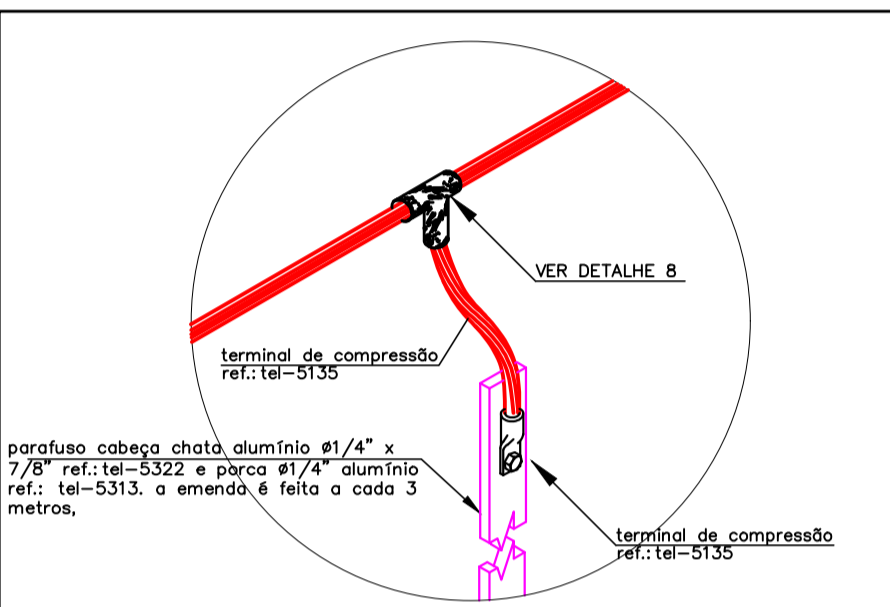 VER DETALHE 8
terminal de compressão
ref.: tel-5135
parafuso cabeça chata alumínio ø1/4" x
7/8" ref.: tel-5322 e porca ø1/4" alumínio
ref.: tel-5313. a emenda é feita a cada 3
metros,
terminal de compressão
ref.: tel-5135